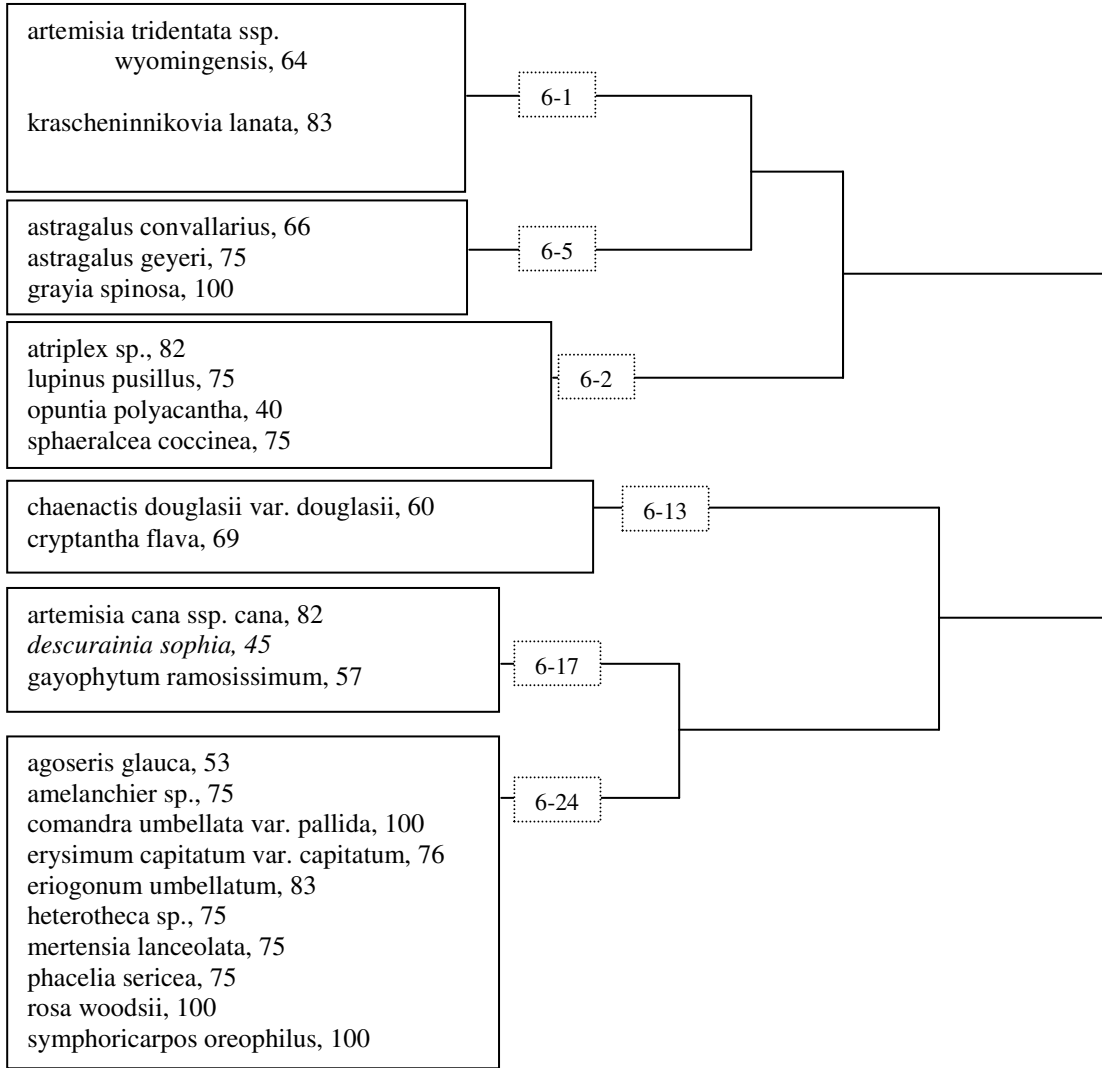 artemisia tridentata ssp.
wyomingensis, 64
krascheninnikovia lanata, 83
6-1
astragalus convallarius, 66
astragalus geyeri, 75
grayia spinosa, 100
6-5
atriplex sp., 82
lupinus pusillus, 75
opuntia polyacantha, 40
sphaeralcea coccinea, 75
6-2
chaenactis douglasii var. douglasii, 60
cryptantha flava, 69
6-13
artemisia cana ssp. cana, 82
descurainia sophia, 45
gayophytum ramosissimum, 57
6-17
agoseris glauca, 53
amelanchier sp., 75
comandra umbellata var. pallida, 100
erysimum capitatum var. capitatum, 76
eriogonum umbellatum, 83
heterotheca sp., 75
mertensia lanceolata, 75
phacelia sericea, 75
rosa woodsii, 100
symphoricarpos oreophilus, 100
6-24